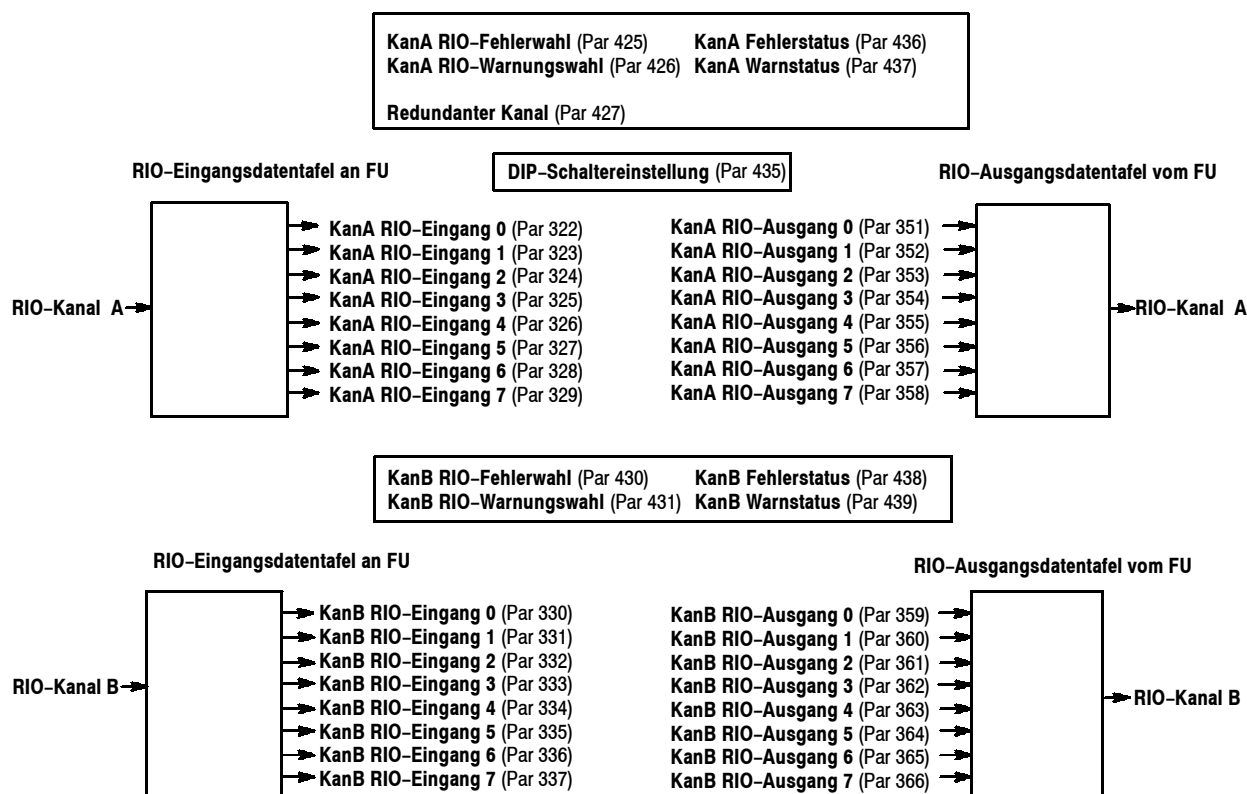 KanA RIO–Fehlerwahl (Par 425) KanA Fehlerstatus (Par 436)
KanA RIO–Warnungswahl (Par 426) KanA Warnstatus (Par 437)
Redundanter Kanal (Par 427)
RIO–Eingangsdatentafel an FU
DIP–Schaltereinstellung (Par 435)
RIO–Ausgangsdatentafel vom FU
KanA RIO–Eingang 0 (Par 322) KanA RIO–Ausgang 0 (Par 351)
KanA RIO–Eingang 1 (Par 323) KanA RIO–Ausgang 1 (Par 352)
KanA RIO–Eingang 2 (Par 324) KanA RIO–Ausgang 2 (Par 353)
KanA RIO–Eingang 3 (Par 325) KanA RIO–Ausgang 3 (Par 354)
RIO–Kanal A RIO–Kanal A
KanA RIO–Eingang 4 (Par 326) KanA RIO–Ausgang 4 (Par 355)
KanA RIO–Eingang 5 (Par 327) KanA RIO–Ausgang 5 (Par 356)
KanA RIO–Eingang 6 (Par 328) KanA RIO–Ausgang 6 (Par 357)
KanA RIO–Eingang 7 (Par 329) KanA RIO–Ausgang 7 (Par 358)
KanB RIO–Fehlerwahl (Par 430) KanB Fehlerstatus (Par 438)
KanB RIO–Warnungswahl (Par 431) KanB Warnstatus (Par 439)
RIO–Eingangsdatentafel an FU
RIO–Ausgangsdatentafel vom FU
KanB RIO–Eingang 0 (Par 330) KanB RIO–Ausgang 0 (Par 359)
KanB RIO–Eingang 1 (Par 331) KanB RIO–Ausgang 1 (Par 360)
KanB RIO–Eingang 2 (Par 332) KanB RIO–Ausgang 2 (Par 361)
KanB RIO–Eingang 3 (Par 333) KanB RIO–Ausgang 3 (Par 362)
RIO–Kanal B RIO–Kanal B
KanB RIO–Eingang 4 (Par 334) KanB RIO–Ausgang 4 (Par 363)
KanB RIO–Eingang 5 (Par 335) KanB RIO–Ausgang 5 (Par 364)
KanB RIO–Eingang 6 (Par 336) KanB RIO–Ausgang 6 (Par 365)
KanB RIO–Eingang 7 (Par 337) KanB RIO–Ausgang 7 (Par 366)